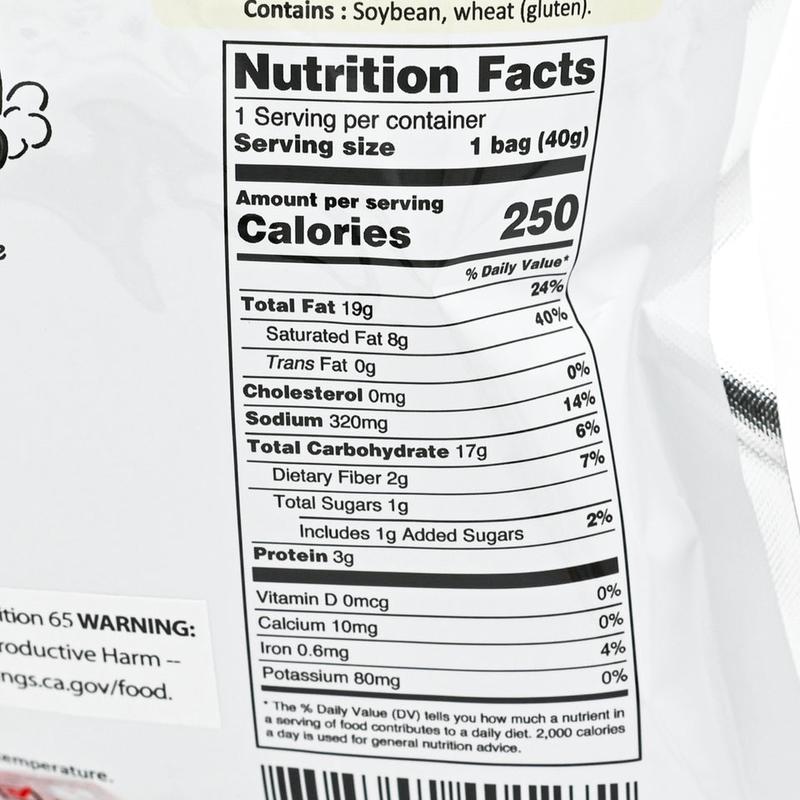 Contains : Soybean, wheat (gluten).
Nutrition Facts
1 Serving per container
Serving size 1 bag (40g)
Amount per serving
Calories 250
% Daily Value*
Total Fat 19g 24%
Saturated Fat 8g 40%
Trans Fat 0g
Cholesterol 0mg 0%
Sodium 320mg 14%
Total Carbohydrate 17g 6%
Dietary Fiber 2g 7%
Total Sugars 1g
Includes 1g Added Sugars 2%
Protein 3g
Vitamin D 0mcg 0%
Calcium 10mg 0%
Iron 0.6mg 4%
Potassium 80mg 0%
* The % Daily Value (DV) tells you how much a nutrient in
a serving of food contributes to a daily diet. 2,000 calories
a day is used for general nutrition advice.
65 WARNING:
Harm --
ngs.ca.gov/food.